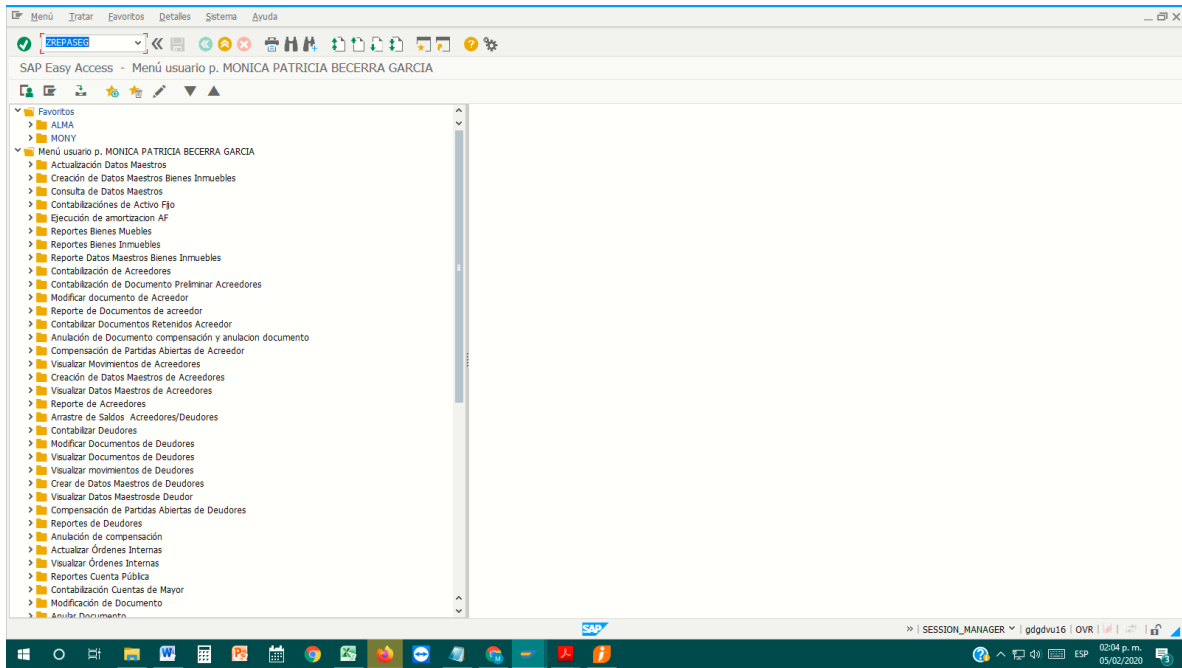 Menú Tratar Favoritos Detalles Sistema Ayuda
ZREPASEG
SAP Easy Access - Menú usuario p. MONICA PATRICIA BECERRA GARCIA
Favoritos
ALMA
MONY
Menú usuario p. MONICA PATRICIA BECERRA GARCIA
Actualización Datos Maestros
Creación de Datos Maestros Bienes Inmuebles
Consulta de Datos Maestros
Contabilizaciónes de Activo Fijo
Ejecución de amortizacion AF
Reportes Bienes Muebles
Reportes Bienes Inmuebles
Reporte Datos Maestros Bienes Inmuebles
Contabilización de Acreedores
Contabilización de Documento Preliminar Acreedores
Modificar documento de Acreedor
Reporte de Documentos de acreedor
Contabilizar Documentos Retenidos Acreedor
Anulación de Documento compensación y anulacion documento
Compensación de Partidas Abiertas de Acreedor
Visualizar Movimientos de Acreedores
Creación de Datos Maestros de Acreedores
Visualizar Datos Maestros de Acreedores
Reporte de Acreedores
Arrastre de Saldos Acreedores/Deudores
Contabilizar Deudores
Modificar Documentos de Deudores
Visualizar Documentos de Deudores
Visualizar movimientos de Deudores
Crear de Datos Maestros de Deudores
Visualizar Datos Maestrosde Deudor
Compensación de Partidas Abiertas de Deudores
Reportes de Deudores
Anulación de compensación
Actualizar Órdenes Internas
Visualizar Órdenes Internas
Reportes Cuenta Pública
Contabilización Cuentas de Mayor
Modificación de Documento
Anular Documento
SAP
SESSION_MANAGER gdgdvu16 OVR
ESP 02:04 p. m.
05/02/2020 3